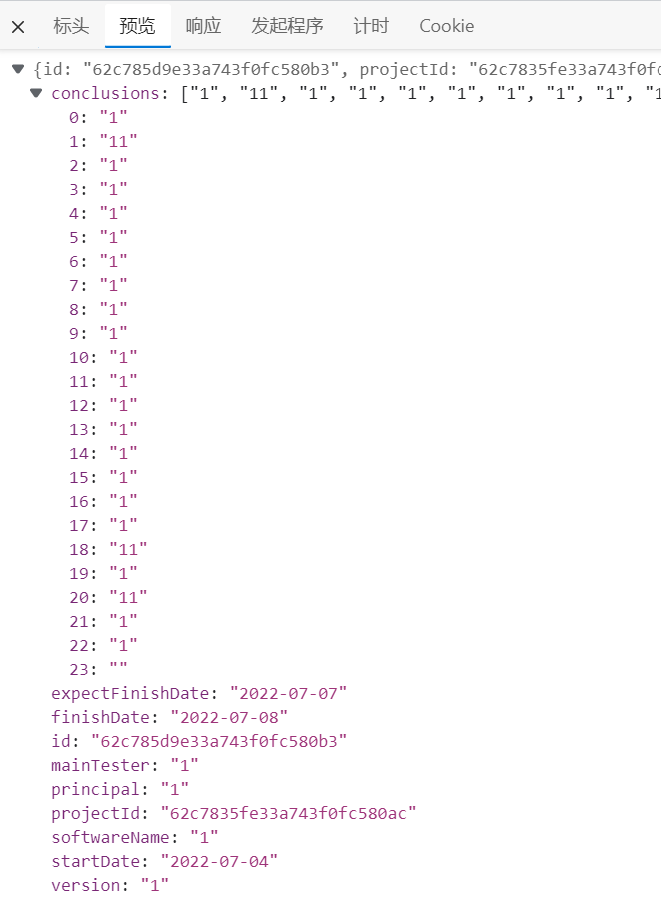 标头 预览 响应 发起程序 计时 Cookie
{id: "62c785d9e33a743f0fc580b3", projectId: "62c7835fe33a743f0fc
conclusions: ["1", "11", "1", "1", "1", "1", "1", "1", "1", "1
0: "1"
1: "11"
2: "1"
3: "1"
4: "1"
5: "1"
6: "1"
7: "1"
8: "1"
9: "1"
10: "1"
11: "1"
12: "1"
13: "1"
14: "1"
15: "1"
16: "1"
17: "1"
18: "11"
19: "1"
20: "11"
21: "1"
22: "1"
23: ""
expectFinishDate: "2022-07-07"
finishDate: "2022-07-08"
id: "62c785d9e33a743f0fc580b3"
mainTester: "1"
principal: "1"
projectId: "62c7835fe33a743f0fc580ac"
softwareName: "1"
startDate: "2022-07-04"
version: "1"